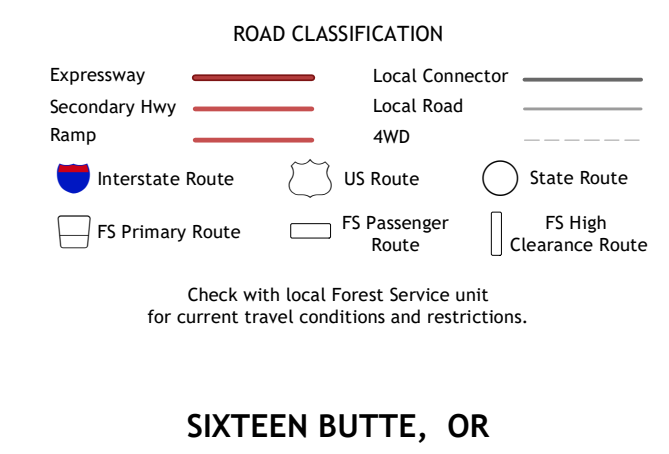 ROAD CLASSIFICATION
Expressway
Local Connector
Secondary Hwy
Local Road
Ramp
4WD
Interstate Route
US Route
State Route
FS Primary Route
FS Passenger
Route
FS High
Clearance Route
Check with local Forest Service unit
for current travel conditions and restrictions.
SIXTEEN BUTTE, OR